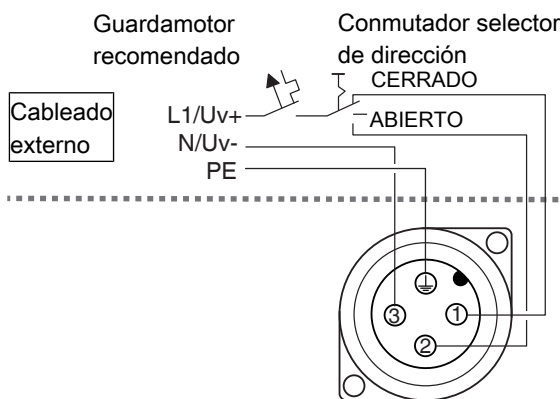 Guardamotor
recomendado
Conmutador selector
de dirección
CERRADO
Cableado
externo
L1/Uv+
ABIERTO
N/Uv-
PE
3
1
2